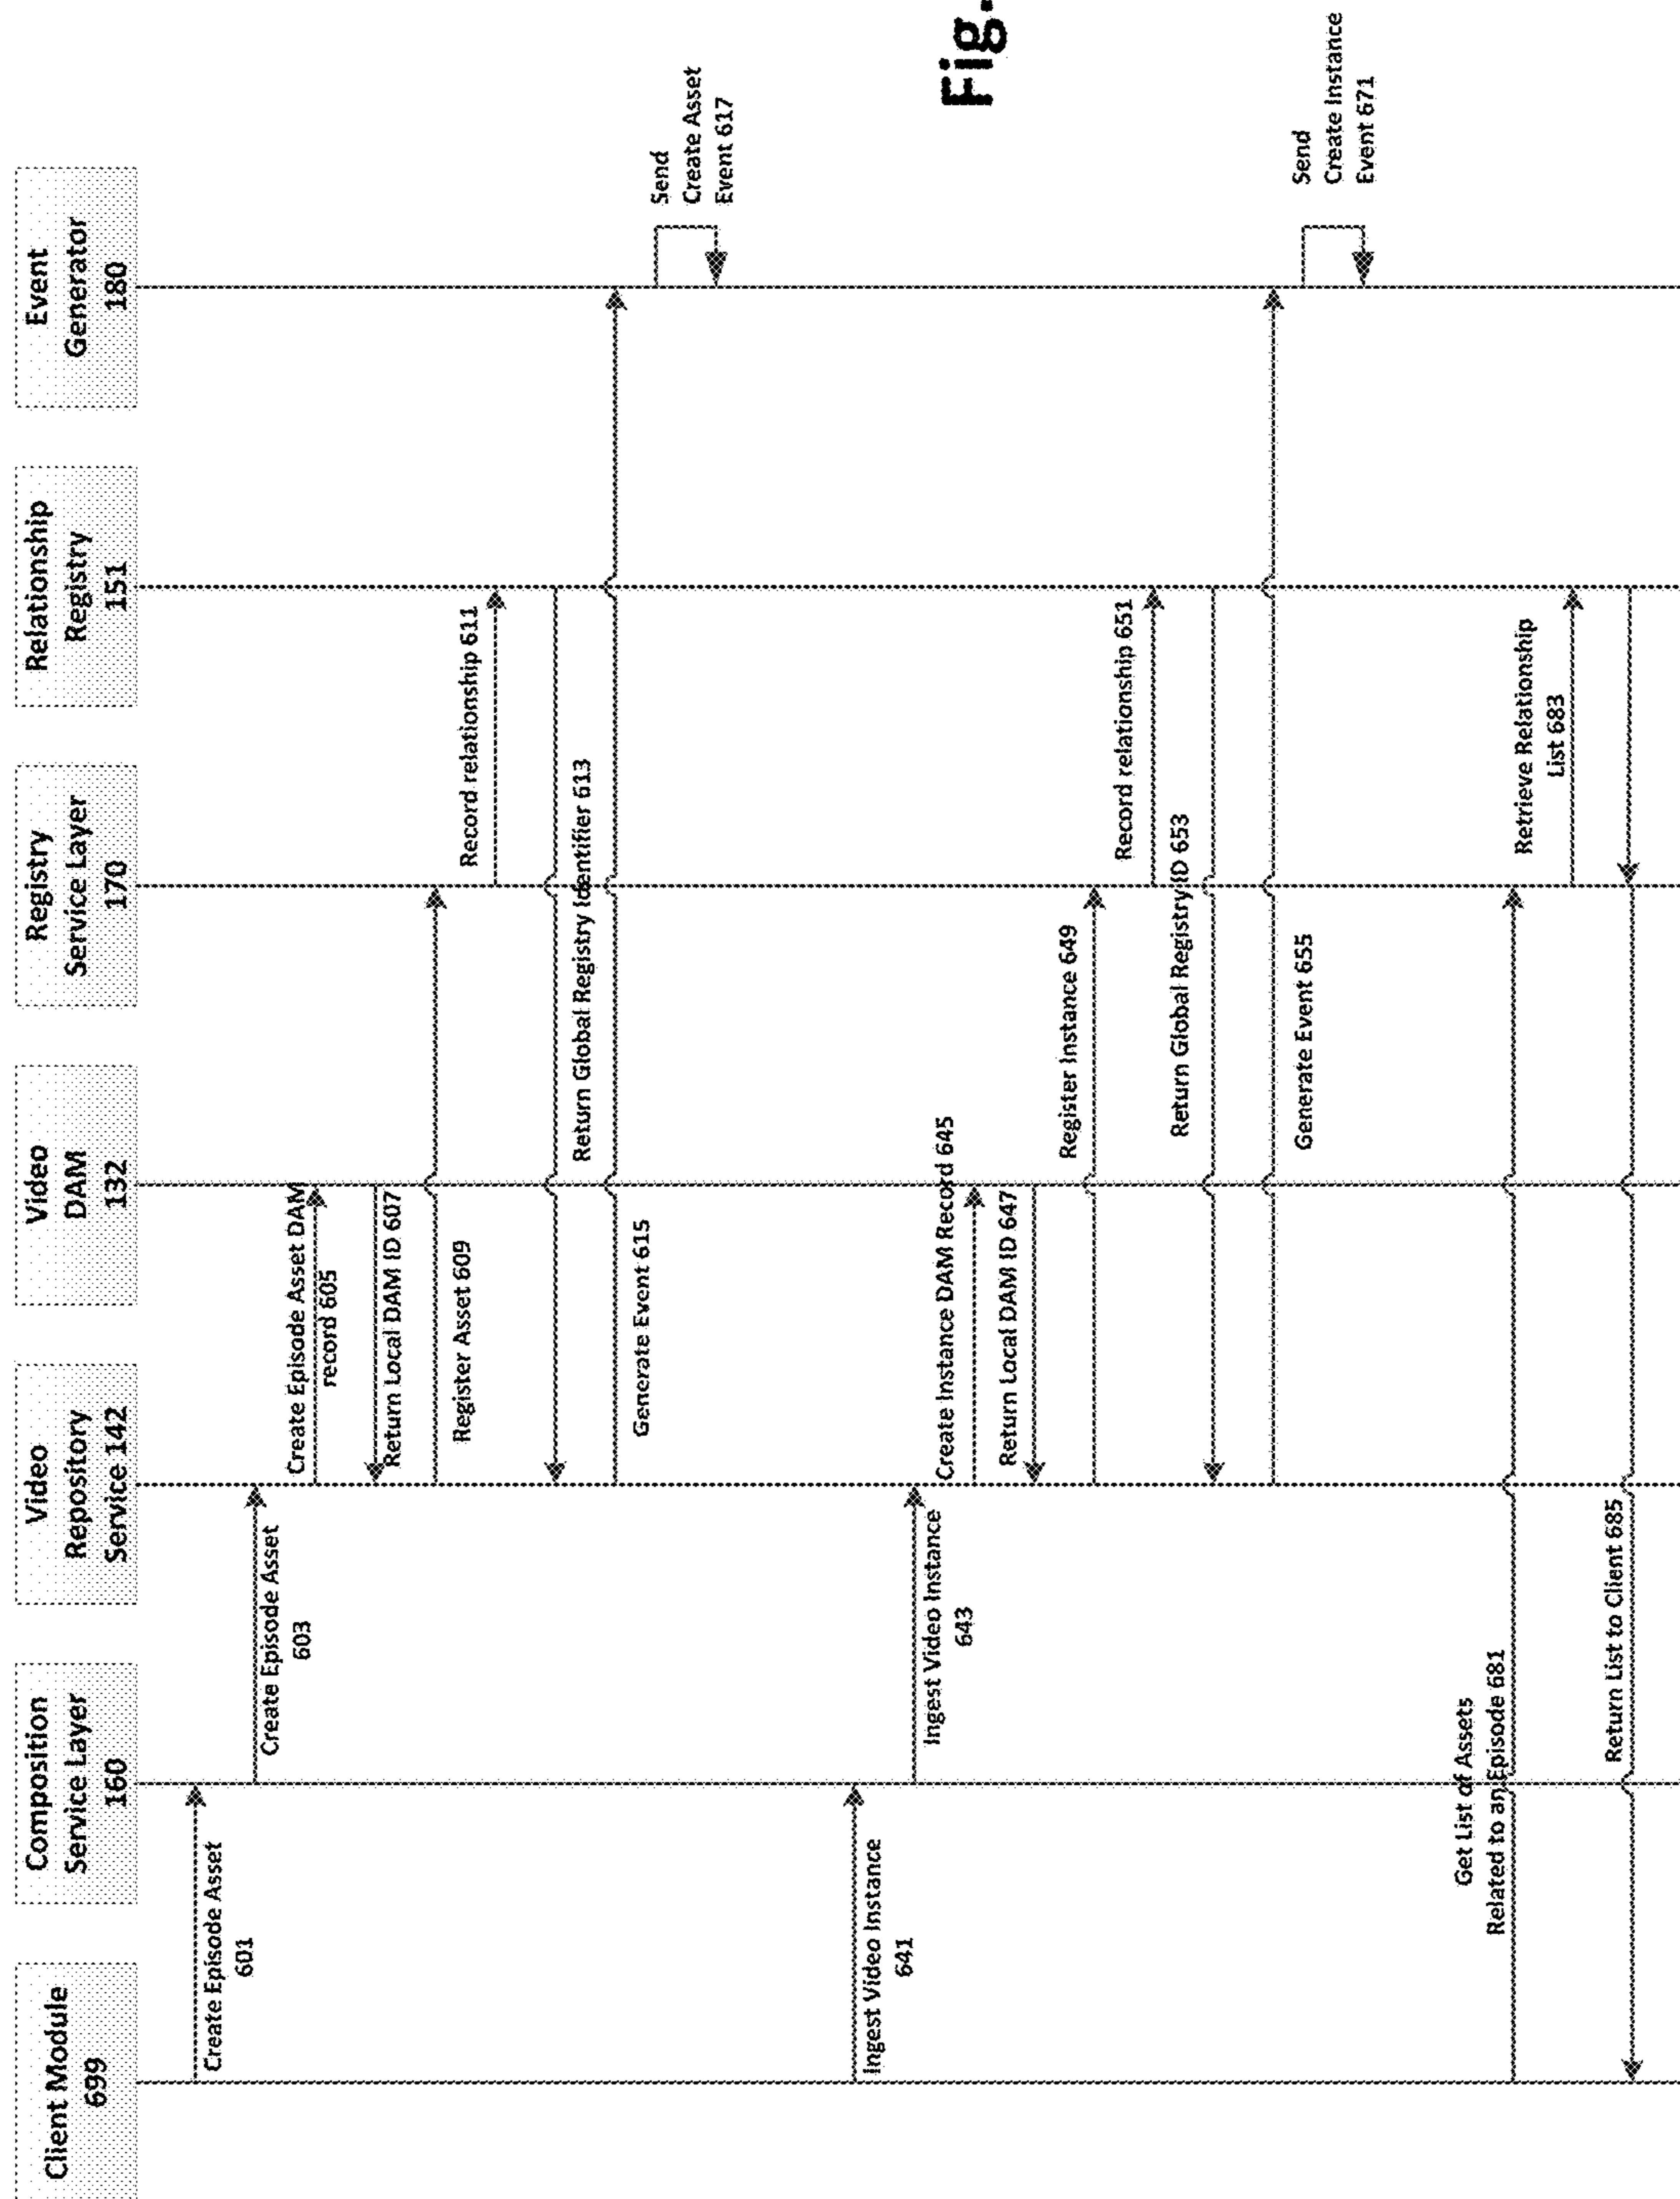 Client Module
699
Composition
Service Layer
160
Video
Repository
Service 142
Video
DAM
132
Registry
Service Layer
170
Relationship
Registry
151
Event
Generator
180
Create Episode Asset
601
Create Episode Asset
603
Create Episode Asset DAM
record 605
Return Local DAM ID 607
Register Asset 609
Record relationship 611
Return Global Registry Identifier 613
Generate Event 615
Send
Create Asset
Event 617
Ingest Video Instance
641
Ingest Video Instance
643
Create Instance DAM Record 645
Return Local DAM ID 647
Register Instance 649
Record relationship 651
Return Global Registry ID 653
Generate Event 655
Send
Create Instance
Event 671
Get List of Assets
Related to an Episode 681
Retrieve Relationship
List 683
Return List to Client 685
Fig.